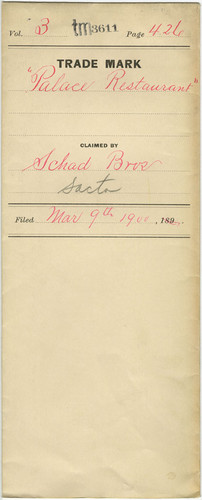 Vol. 3 tm3611 Page 426
TRADE MARK
"Palace Restaurant"
CLAIMED BY
Schad Bros
Sacto
Filed Mar 9th 1900, 189